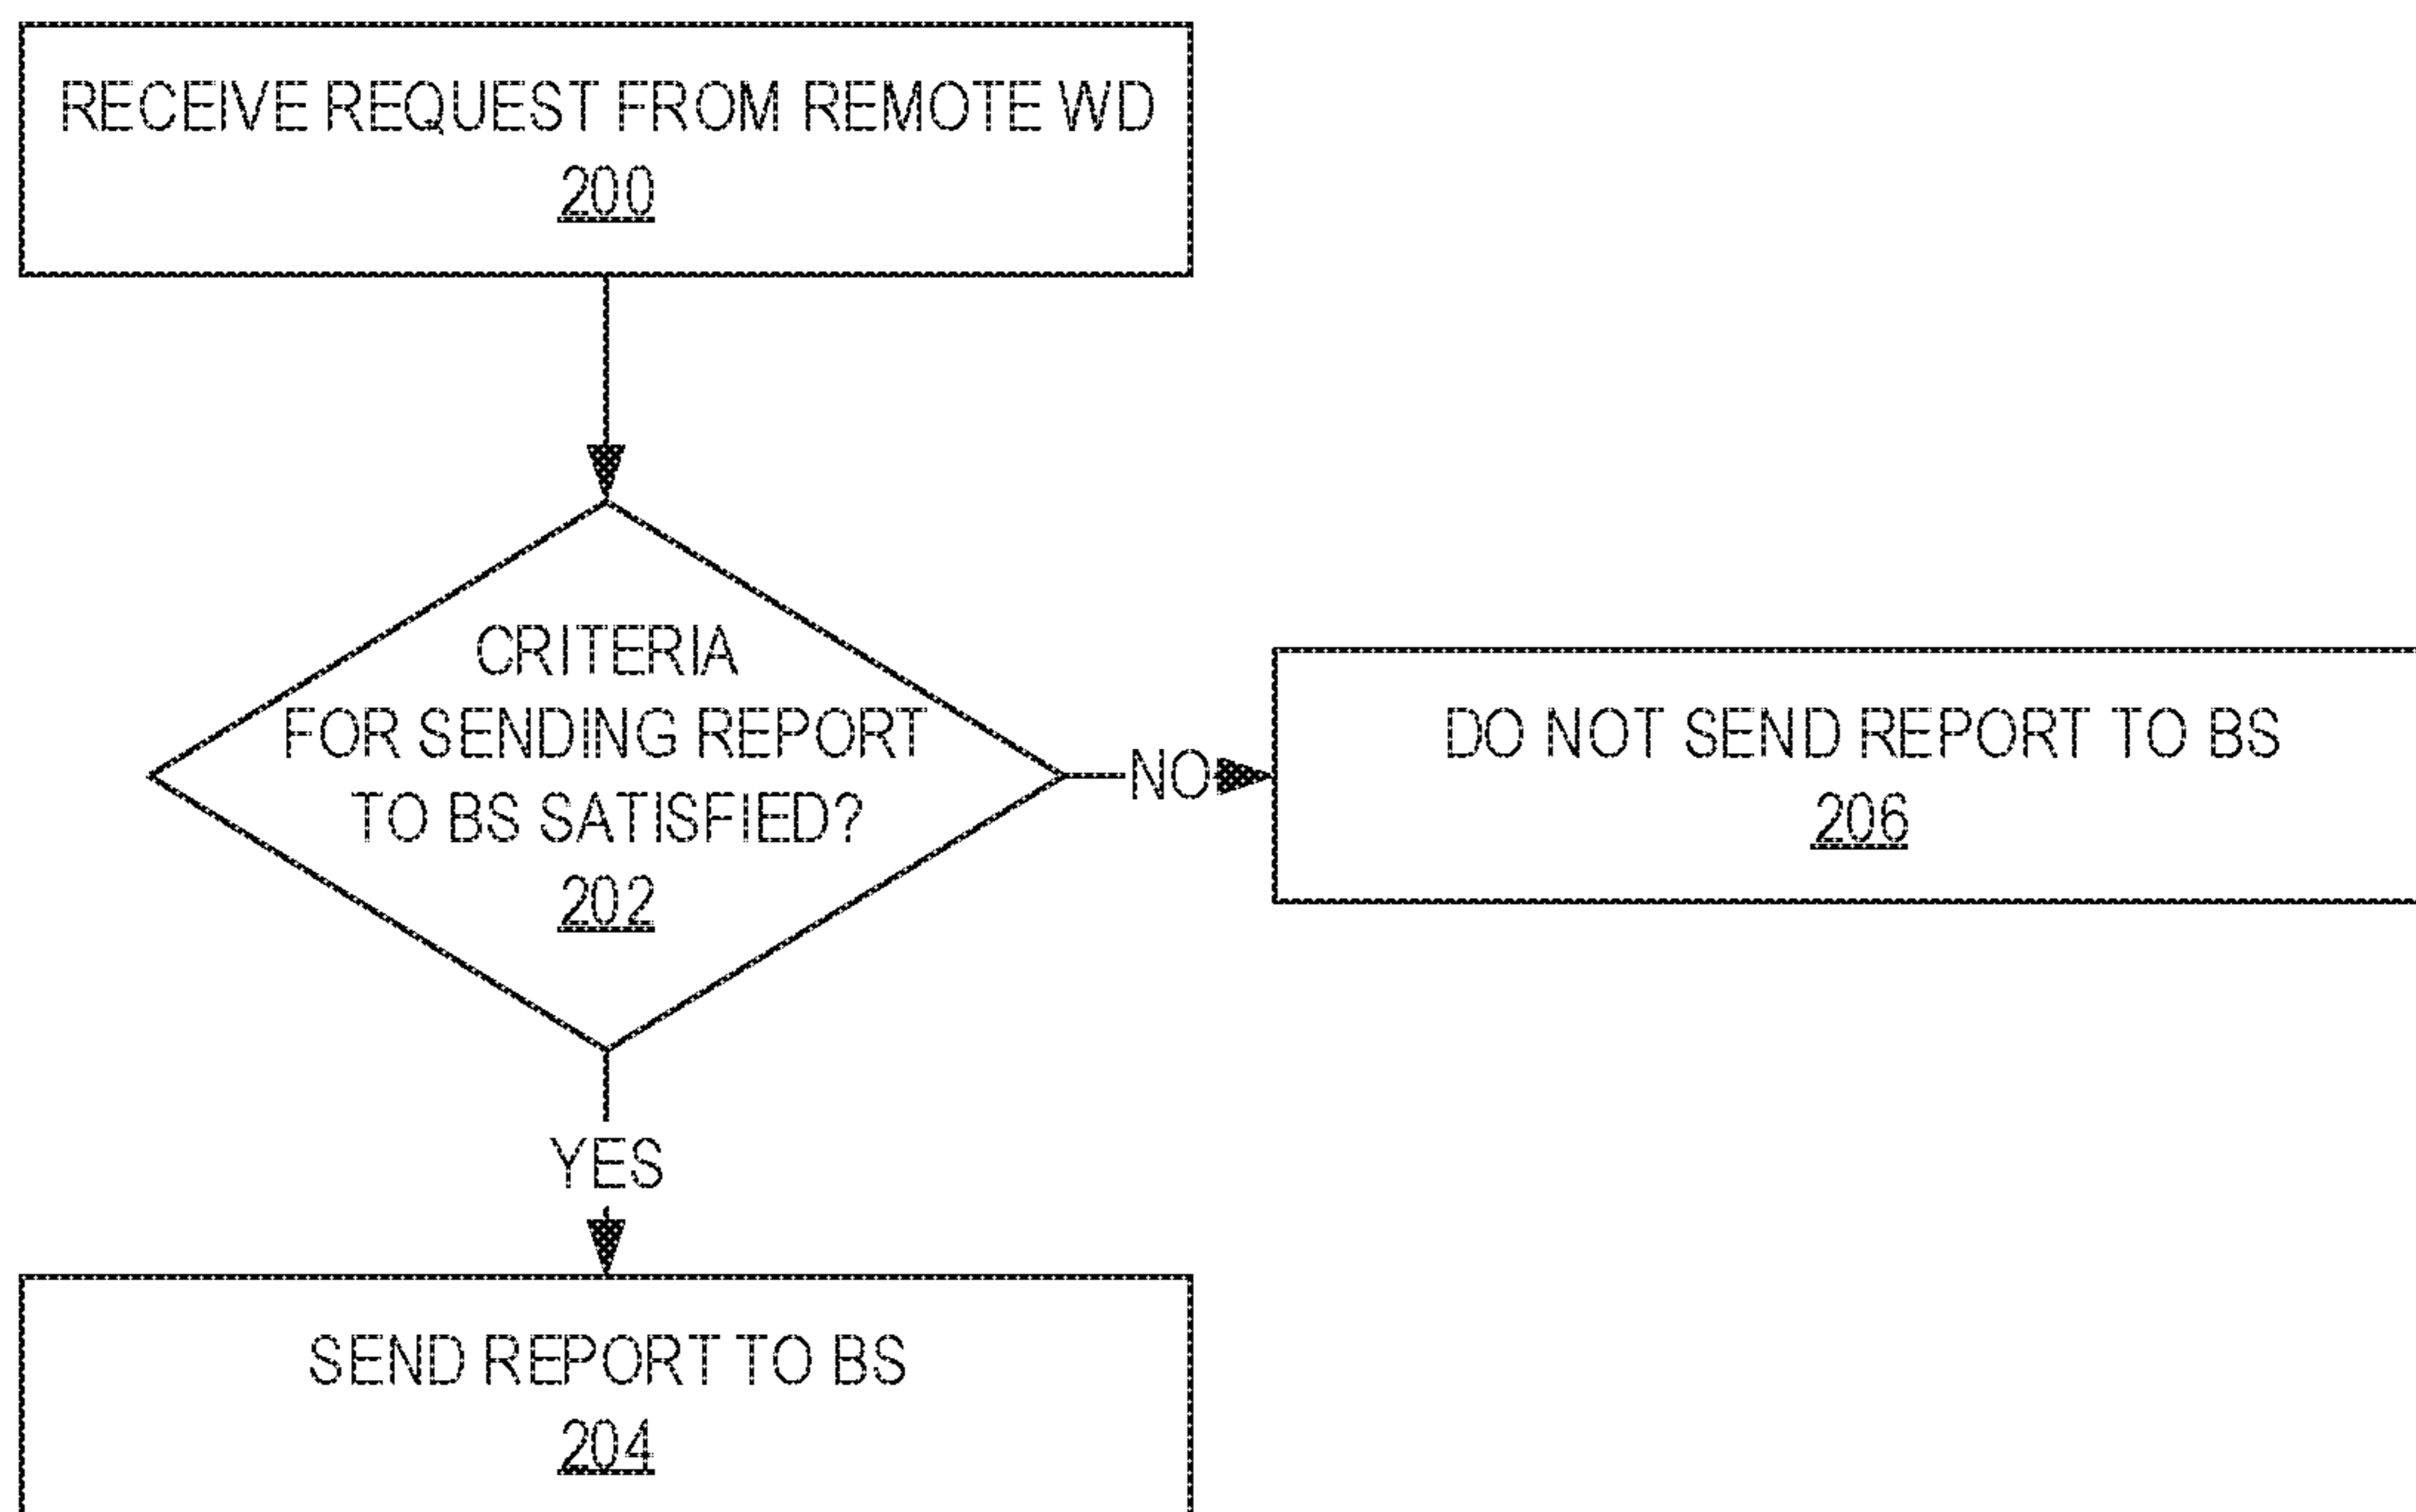 RECEIVE REQUEST FROM REMOTE WD
200
CRITERIA
FOR SENDING REPORT
TO BS SATISFIED?
202
NO
DO NOT SEND REPORT TO BS
206
YES
SEND REPORT TO BS
204